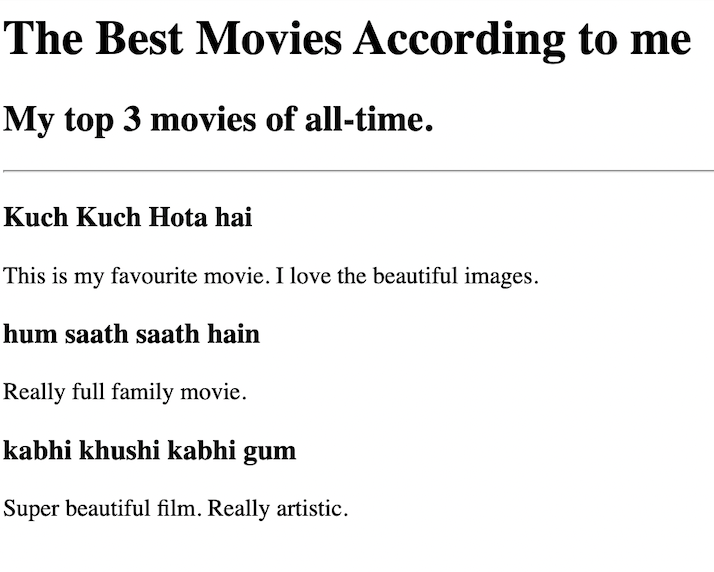 The Best Movies According to me
My top 3 movies of all-time.
Kuch Kuch Hota hai
This is my favourite movie. I love the beautiful images.
hum saath saath hain
Really full family movie.
kabhi khushi kabhi gum
Super beautiful film. Really artistic.